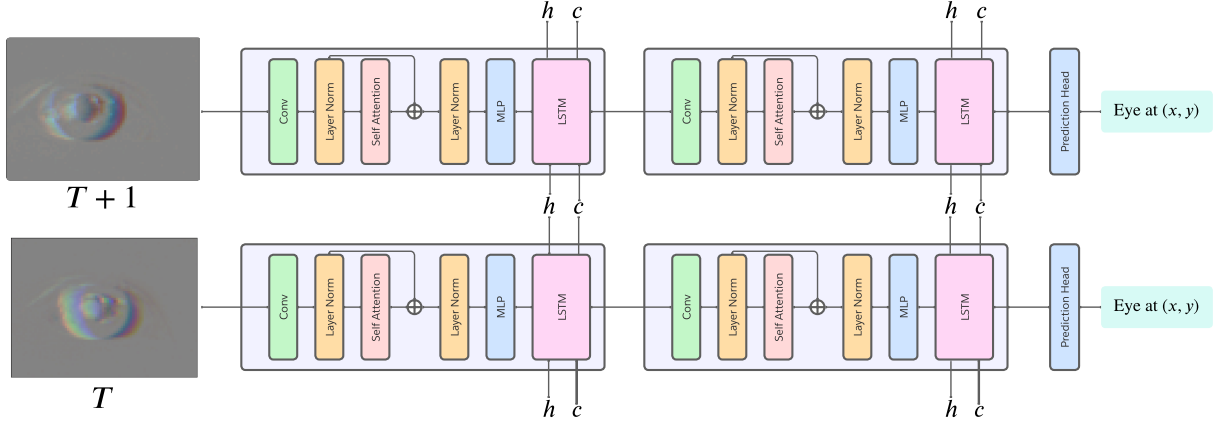 h c h c
Conv Layer Norm Self Attention Layer Norm MLP LSTM Conv Layer Norm Self Attention Layer Norm MLP LSTM Prediction Head Eye at (x, y)
T + 1
h c h c
Conv Layer Norm Self Attention Layer Norm MLP LSTM Conv Layer Norm Self Attention Layer Norm MLP LSTM Prediction Head Eye at (x, y)
T
h c h c